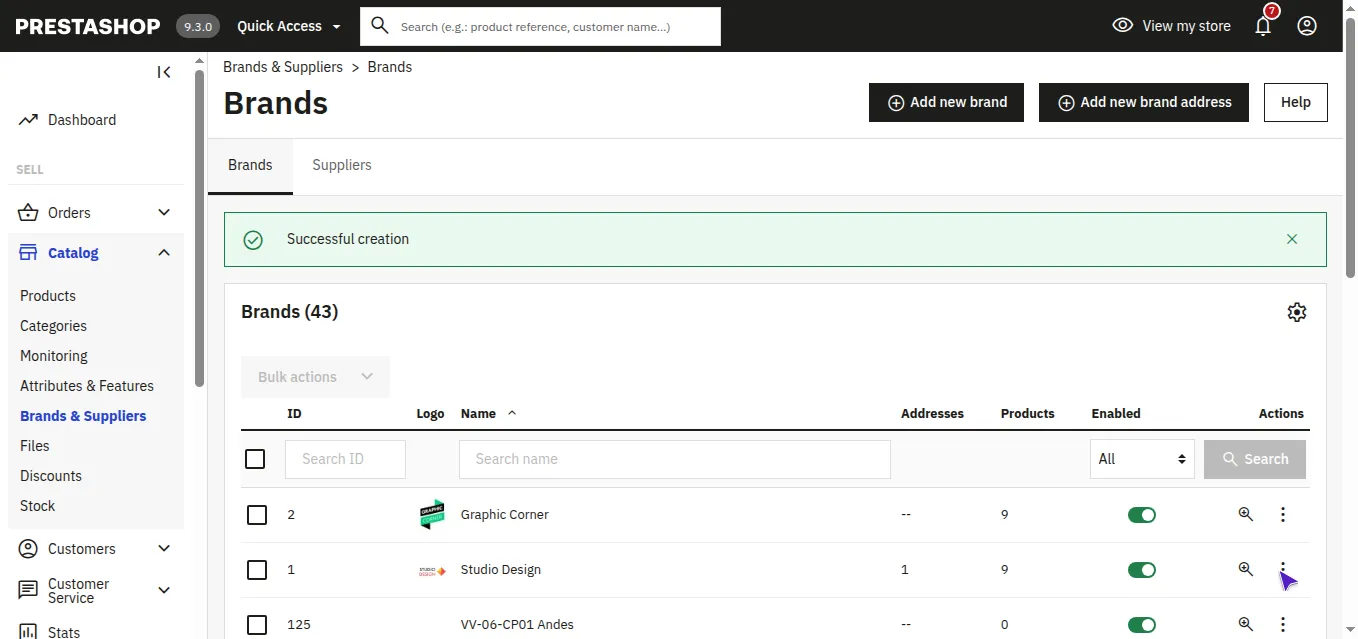 PRESTASHOP 9.3.0 Quick Access Search (e.g.: product reference, customer name...) View my store 7
Brands & Suppliers > Brands
Brands
Add new brand Add new brand address Help
Brands Suppliers
Successful creation
Dashboard
SELL
Orders
Catalog
Products
Categories
Monitoring
Attributes & Features
Brands & Suppliers
Files
Discounts
Stock
Customers
Customer
Service
Stats
Brands (43)
Bulk actions
ID Logo Name Addresses Products Enabled Actions
Search ID Search name All Search
2 GRAPHIC CORNER Graphic Corner -- 9
1 STUDIO DESIGN Studio Design 1 9
125 VV-06-CP01 Andes -- 0